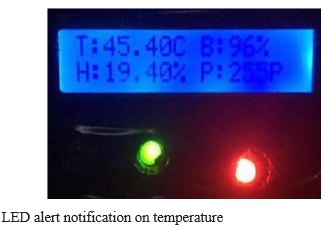 T:45.40C B:96%
H:19.40% P:255P
LED alert notification on temperature